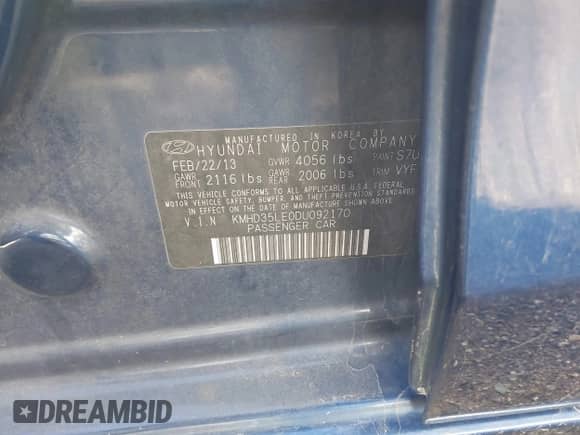 MANUFACTURED IN KOREA BY
HYUNDAI MOTOR COMPANY
FEB/22/13 GVWR 4056 lbs PAINT S7U
GAWR FRONT 2116 lbs GAWR REAR 2006 lbs TRIM VYF
THIS VEHICLE CONFORMS TO ALL APPLICABLE U.S.A. FEDERAL
MOTOR VEHICLE SAFETY, BUMPER, AND THEFT PREVENTION STANDARDS
IN EFFECT ON THE DATE OF MANUFACTURE SHOWN ABOVE.
V.I.N KMHD35LE0DU092170
PASSENGER CAR
DREAMBID